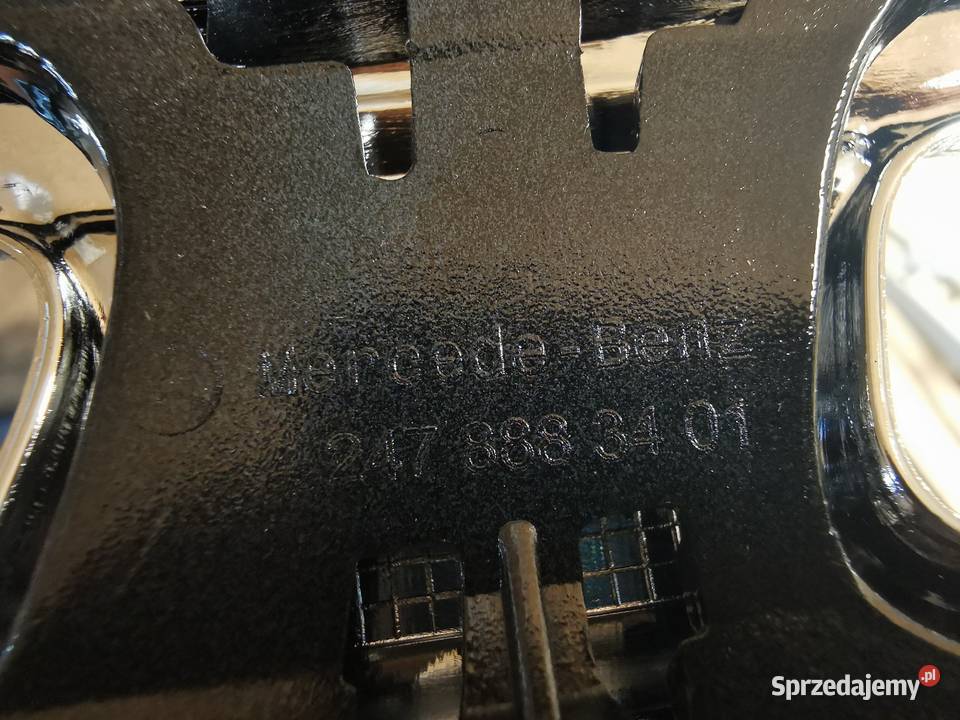 Mercede-Benz
247 888 34 01
Sprzedajemy.pl